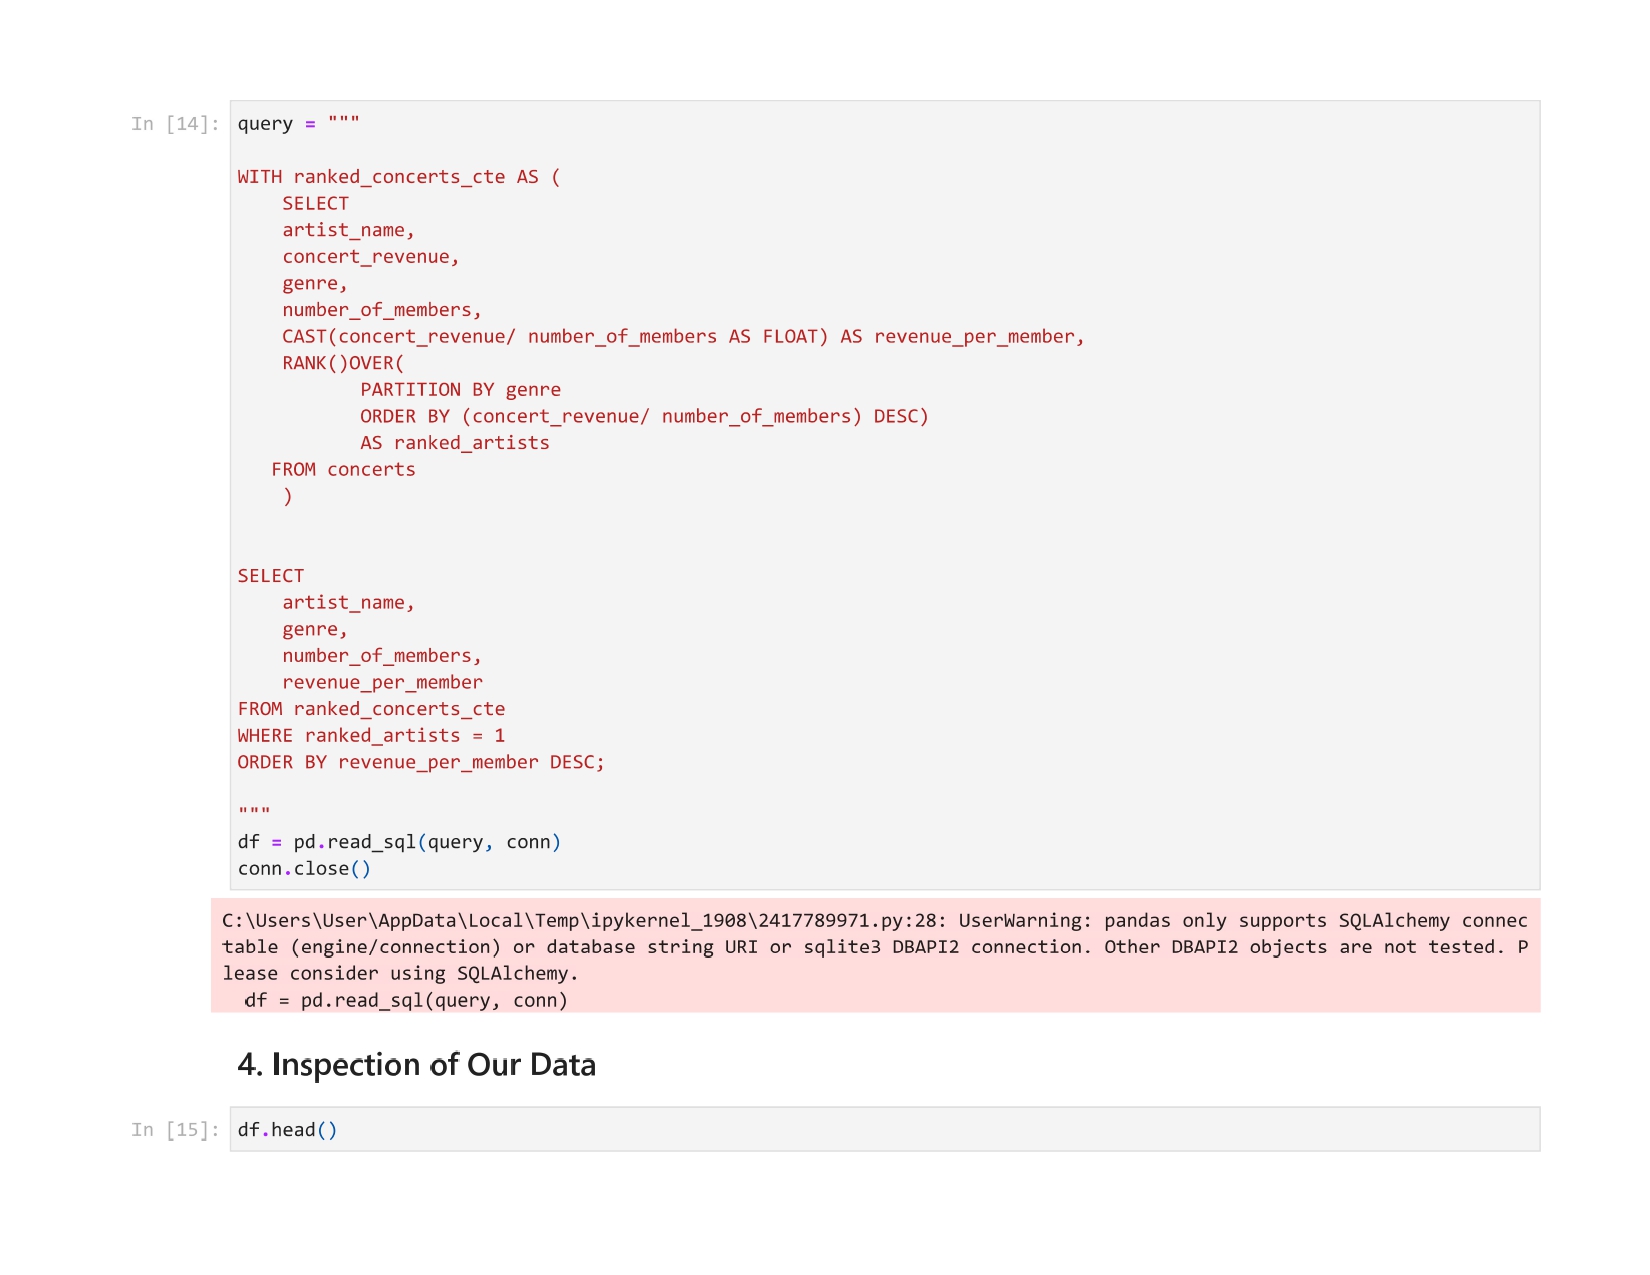 In [14]: query = """
WITH ranked_concerts_cte AS (
    SELECT
    artist_name,
    concert_revenue,
    genre,
    number_of_members,
    CAST(concert_revenue/ number_of_members AS FLOAT) AS revenue_per_member,
    RANK()OVER(
           PARTITION BY genre
           ORDER BY (concert_revenue/ number_of_members) DESC)
           AS ranked_artists
   FROM concerts
    )
SELECT
    artist_name,
    genre,
    number_of_members,
    revenue_per_member
FROM ranked_concerts_cte
WHERE ranked_artists = 1
ORDER BY revenue_per_member DESC;
"""
df = pd.read_sql(query, conn)
conn.close()
C:\Users\User\AppData\Local\Temp\ipykernel_1908\2417789971.py:28: UserWarning: pandas only supports SQLAlchemy connec
table (engine/connection) or database string URI or sqlite3 DBAPI2 connection. Other DBAPI2 objects are not tested. P
lease consider using SQLAlchemy.
  df = pd.read_sql(query, conn)
4. Inspection of Our Data
In [15]: df.head()